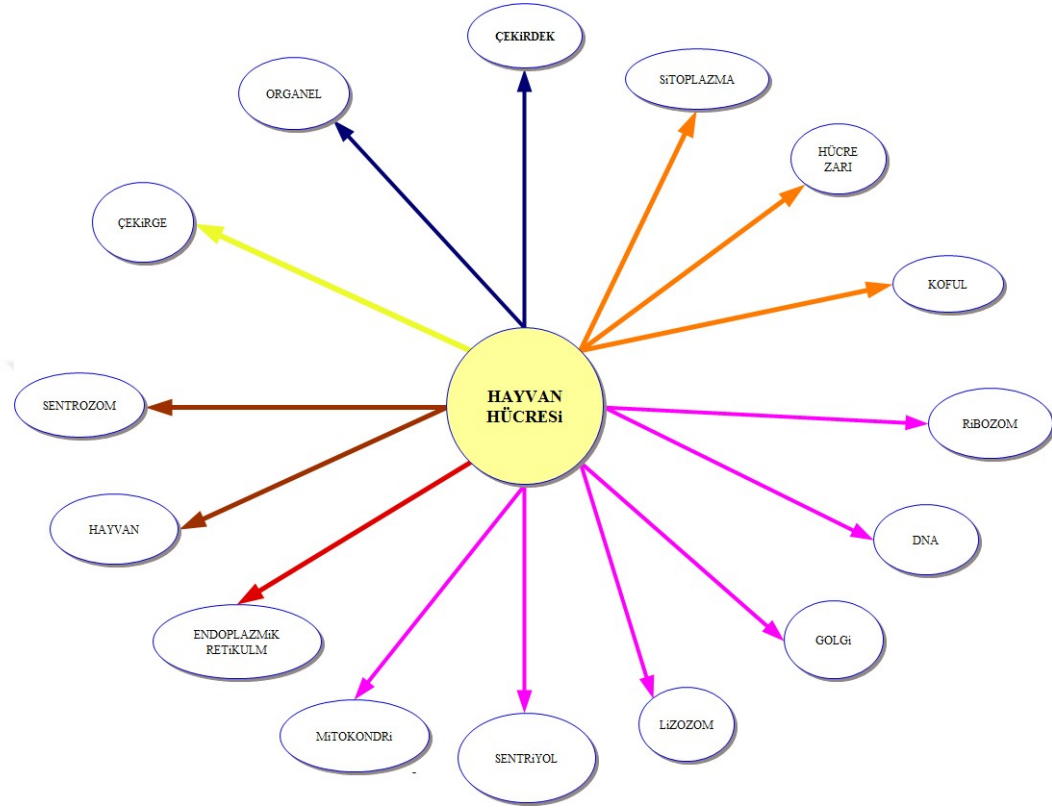 ÇEKiRDEK
SiTOPLAZMA
ORGANEL
HÜCRE
ZARI
ÇEKiRGE
KOFUL
HAYVAN
HÜCRESi
SENTROZOM
RiBOZOM
HAYVAN
DNA
ENDOPLAZMiK
RETiKULM
GOLGi
MiTOKONDRi
SENTRiYOL
LiZOZOM